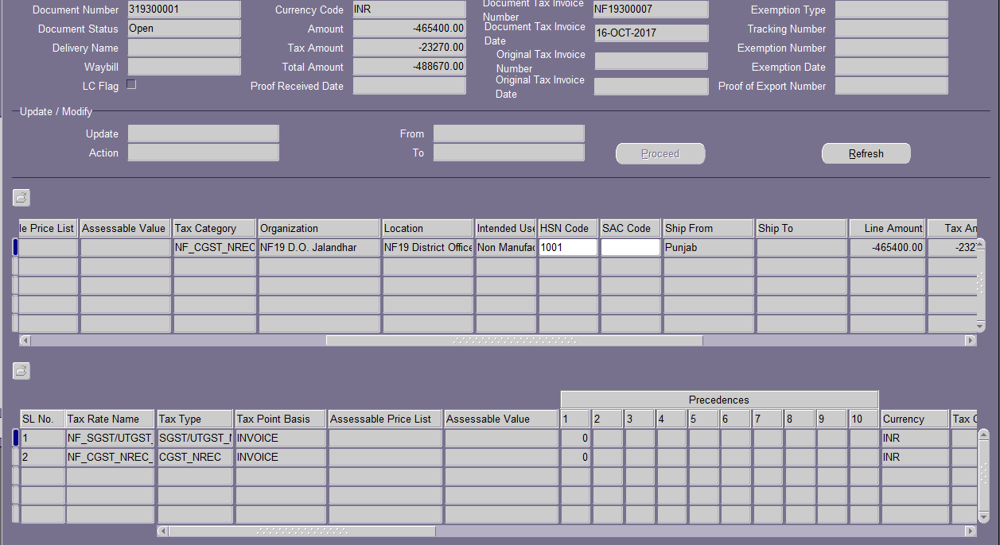 Document Number 319300001 Currency Code INR Document Tax Invoice Number NF19300007 Exemption Type
Document Status Open Amount -465400.00 Document Tax Invoice Date 16-OCT-2017 Tracking Number
Delivery Name Tax Amount -23270.00 Original Tax Invoice Number Exemption Number
Waybill Total Amount -488670.00 Original Tax Invoice Date Exemption Date
LC Flag Proof Received Date Proof of Export Number
Update / Modify
Update From
Action To Proceed Refresh
le Price List Assessable Value Tax Category Organization Location Intended Use HSN Code SAC Code Ship From Ship To Line Amount Tax Am
NF_CGST_NREC NF19 D.O. Jalandhar NF19 District Office Non Manufac 1001 Punjab -465400.00 -232
Precedences
SL No. Tax Rate Name Tax Type Tax Point Basis Assessable Price List Assessable Value 1 2 3 4 5 6 7 8 9 10 Currency Tax
1 NF_SGST/UTGST_ SGST/UTGST_N INVOICE 0 INR
2 NF_CGST_NREC_ CGST_NREC INVOICE 0 INR